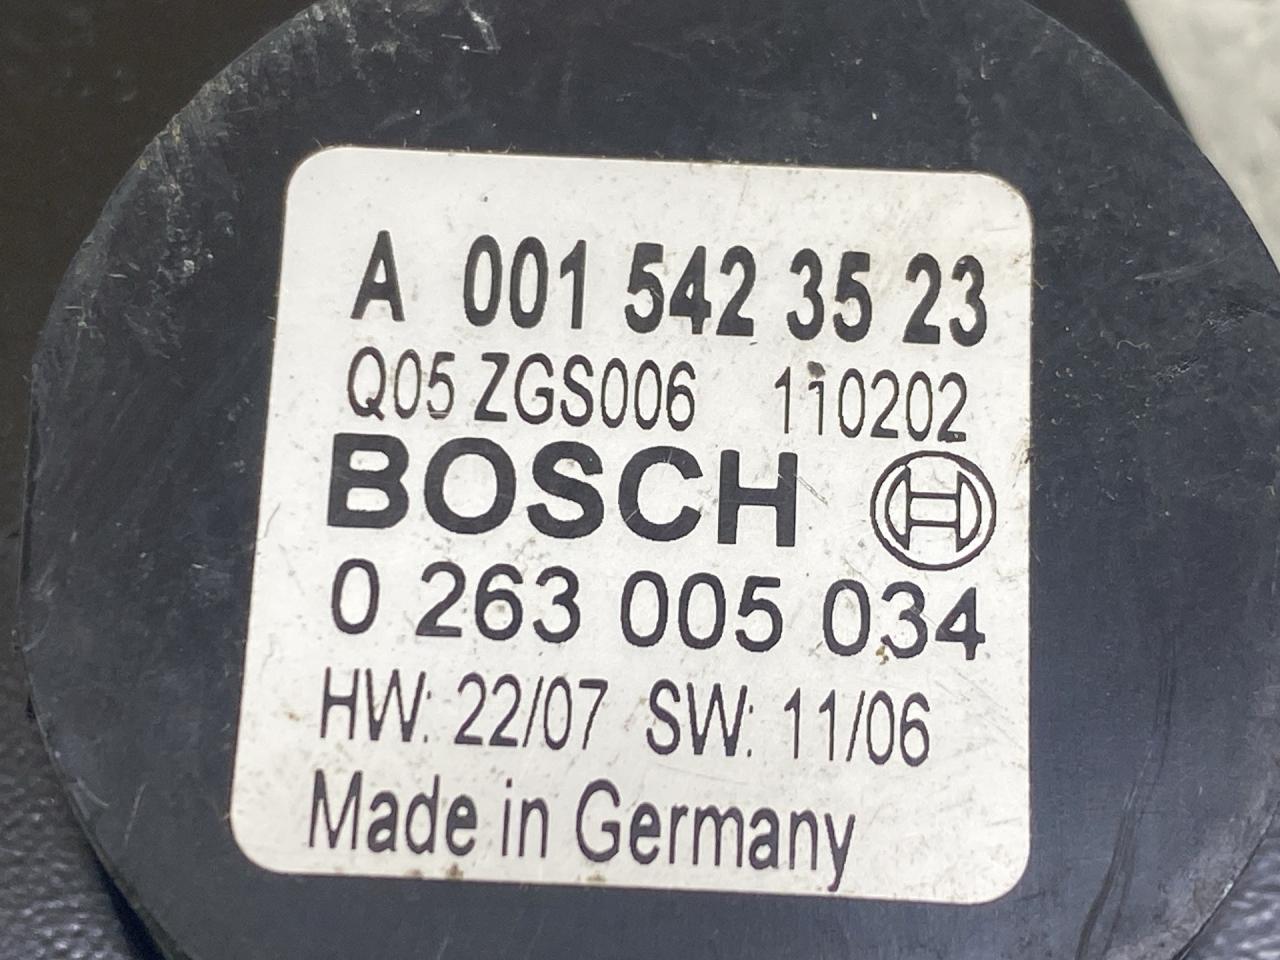 A 001 542 35 23
Q05 ZGS006 110202
BOSCH
0 263 005 034
HW: 22/07 SW: 11/06
Made in Germany